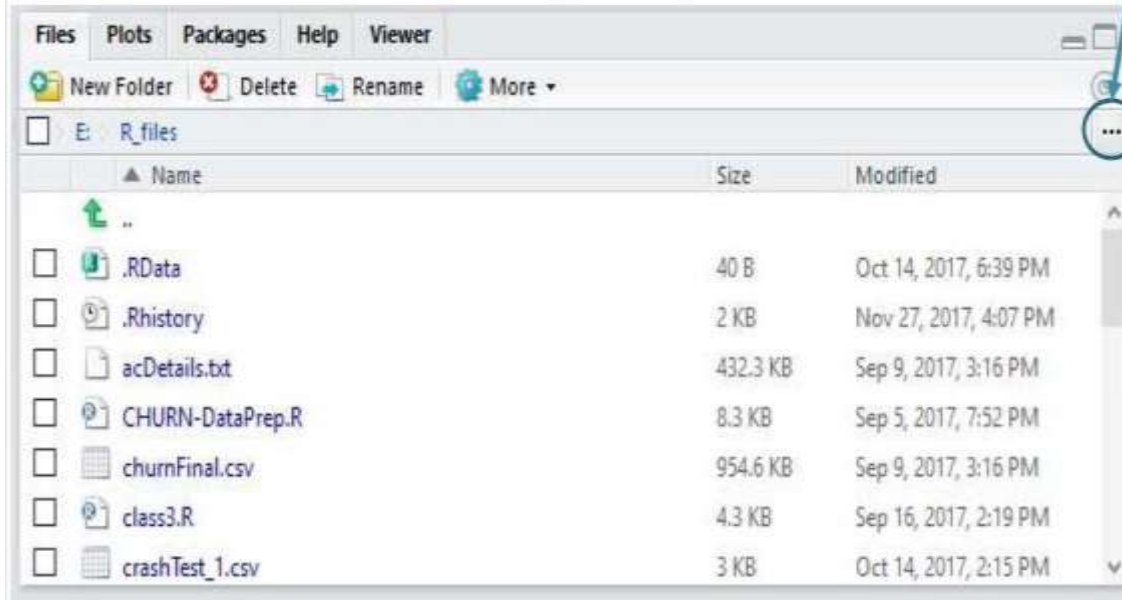 Files Plots Packages Help Viewer
New Folder Delete Rename More
E: R_files ...
Name Size Modified
..
.RData 40 B Oct 14, 2017, 6:39 PM
.Rhistory 2 KB Nov 27, 2017, 4:07 PM
acDetails.txt 432.3 KB Sep 9, 2017, 3:16 PM
CHURN-DataPrep.R 8.3 KB Sep 5, 2017, 7:52 PM
churnFinal.csv 954.6 KB Sep 9, 2017, 3:16 PM
class3.R 4.3 KB Sep 16, 2017, 2:19 PM
crashTest_1.csv 3 KB Oct 14, 2017, 2:15 PM